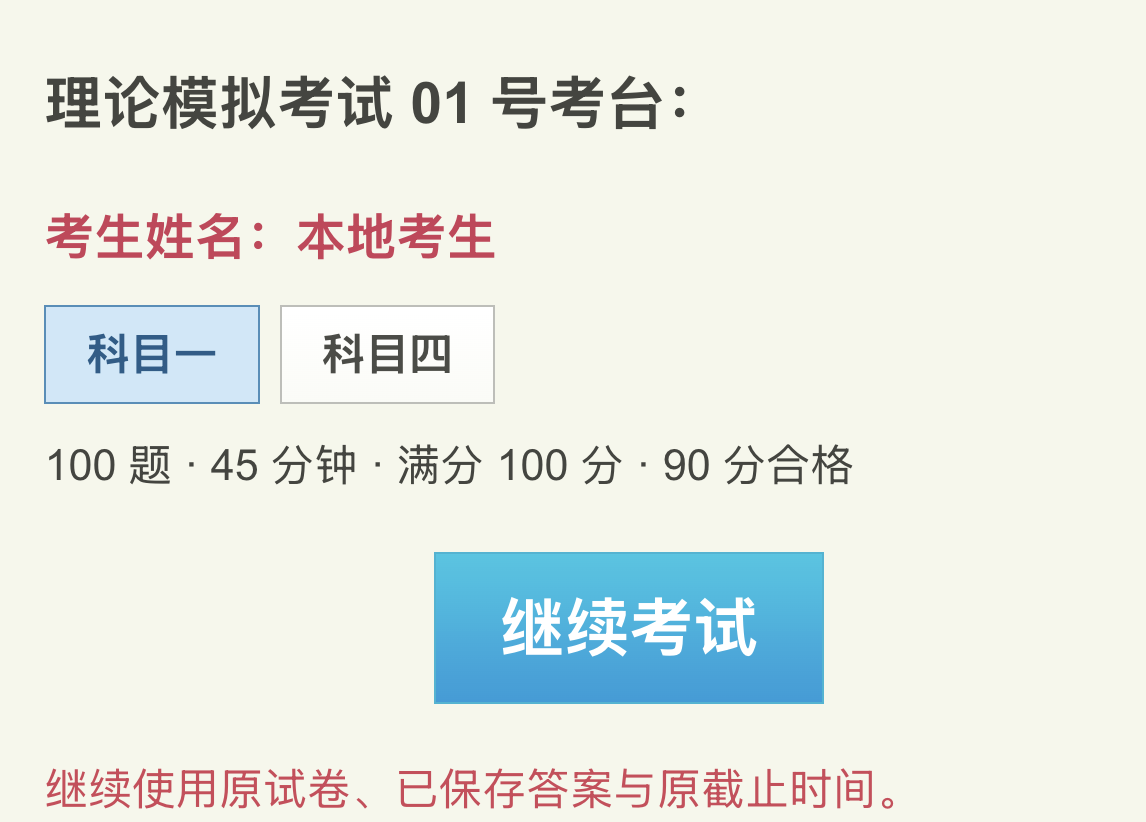 理论模拟考试 01 号考台：
考生姓名：本地考生
科目一 科目四
100 题 · 45 分钟 · 满分 100 分 · 90 分合格
继续考试
继续使用原试卷、已保存答案与原截止时间。